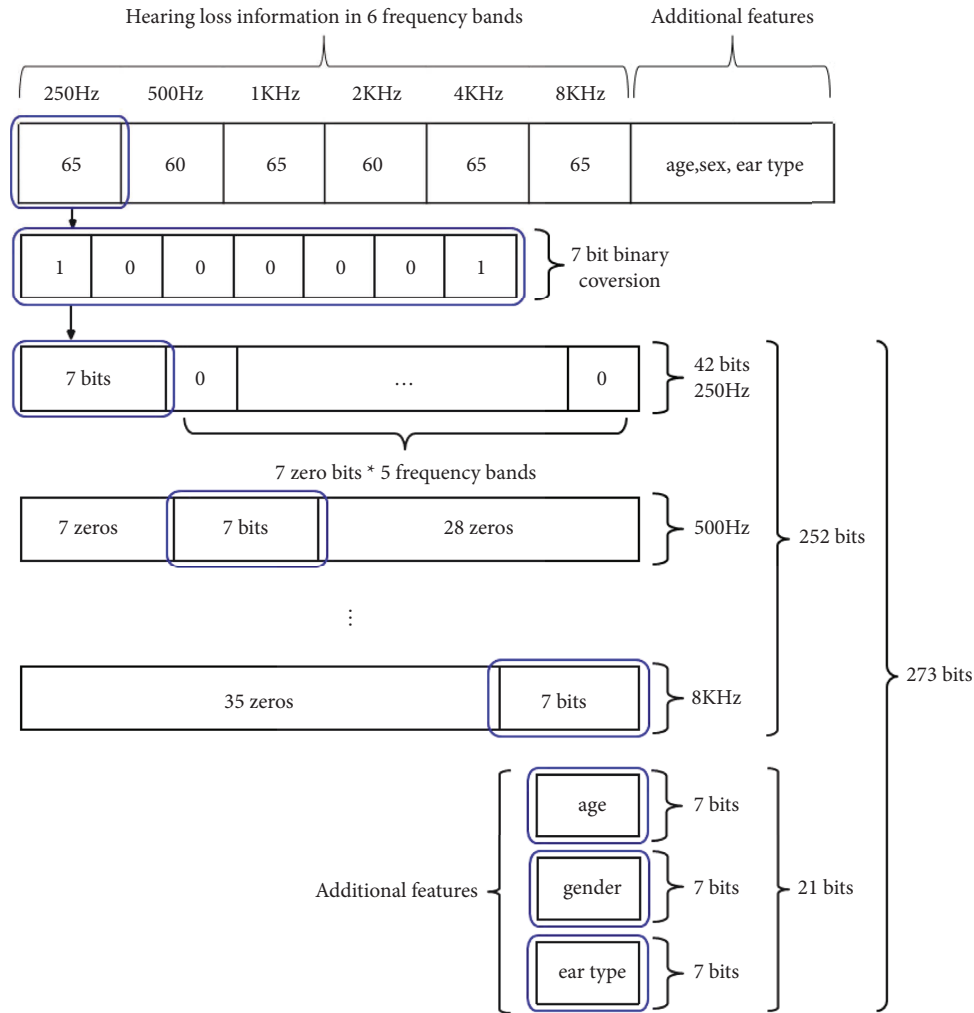 Hearing loss information in 6 frequency bands
Additional features
250Hz 500Hz 1KHz 2KHz 4KHz 8KHz
65 60 65 60 65 65 age,sex, ear type
1 0 0 0 0 0 1
7 bit binary
coversion
7 bits 0 ... 0
42 bits
250Hz
7 zero bits * 5 frequency bands
7 zeros 7 bits 28 zeros
500Hz
252 bits
⋮
273 bits
35 zeros 7 bits
8KHz
age
7 bits
Additional features
gender
7 bits
21 bits
ear type
7 bits